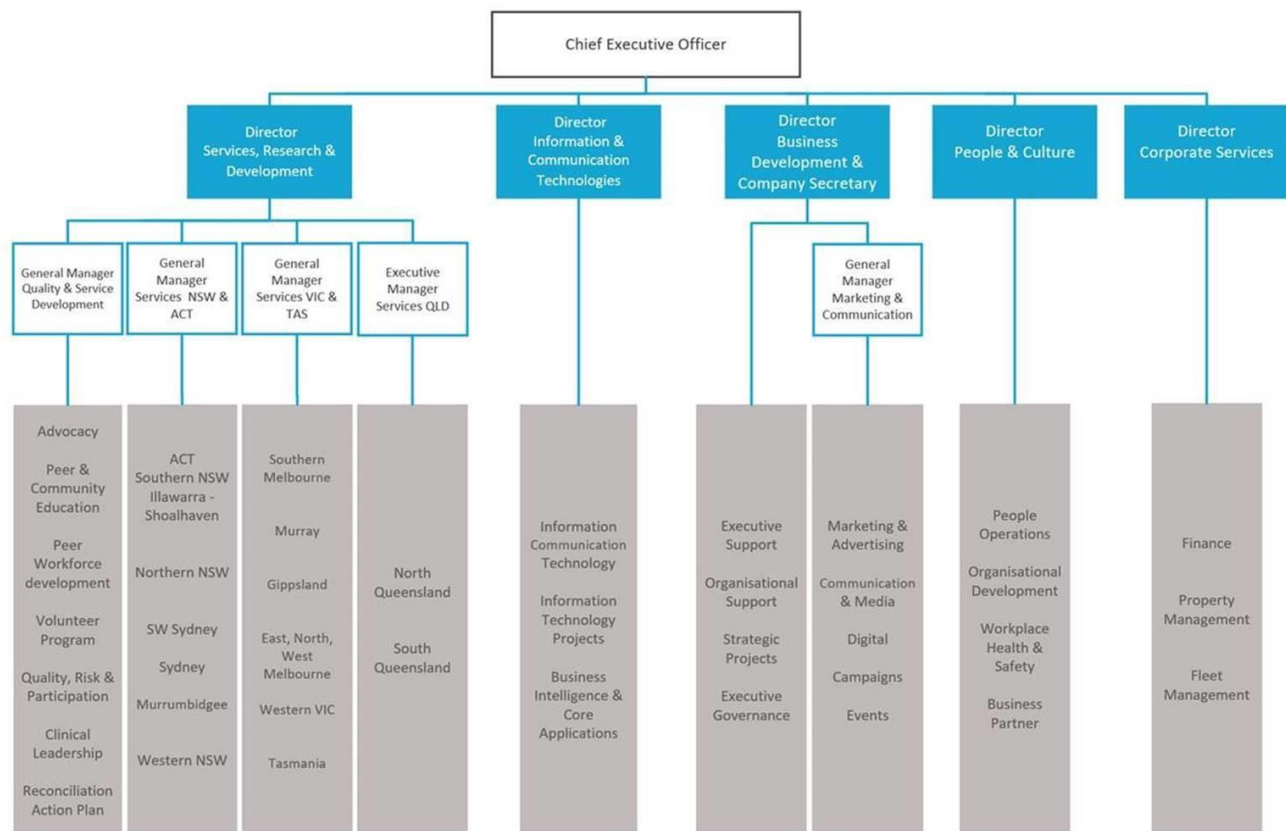 Chief Executive Officer
Director
Services, Research &
Development
Director
Information &
Communication
Technologies
Director
Business
Development &
Company Secretary
Director
People & Culture
Director
Corporate Services
General Manager
Quality & Service
Development
General
Manager
Services NSW &
ACT
General
Manager
Services VIC &
TAS
Executive
Manager
Services QLD
General
Manager
Marketing &
Communication
Advocacy
Peer &
Community
Education
Peer
Workforce
development
Volunteer
Program
Quality, Risk &
Participation
Clinical
Leadership
Reconciliation
Action Plan
ACT
Southern NSW
Illawarra -
Shoalhaven
Northern NSW
SW Sydney
Sydney
Murrumbidgee
Western NSW
Southern
Melbourne
Murray
Gippsland
East, North,
West
Melbourne
Western VIC
Tasmania
North
Queensland
South
Queensland
Information
Communication
Technology
Information
Technology
Projects
Business
Intelligence &
Core
Applications
Executive
Support
Organisational
Support
Strategic
Projects
Executive
Governance
Marketing &
Advertising
Communication
& Media
Digital
Campaigns
Events
People
Operations
Organisational
Development
Workplace
Health &
Safety
Business
Partner
Finance
Property
Management
Fleet
Management